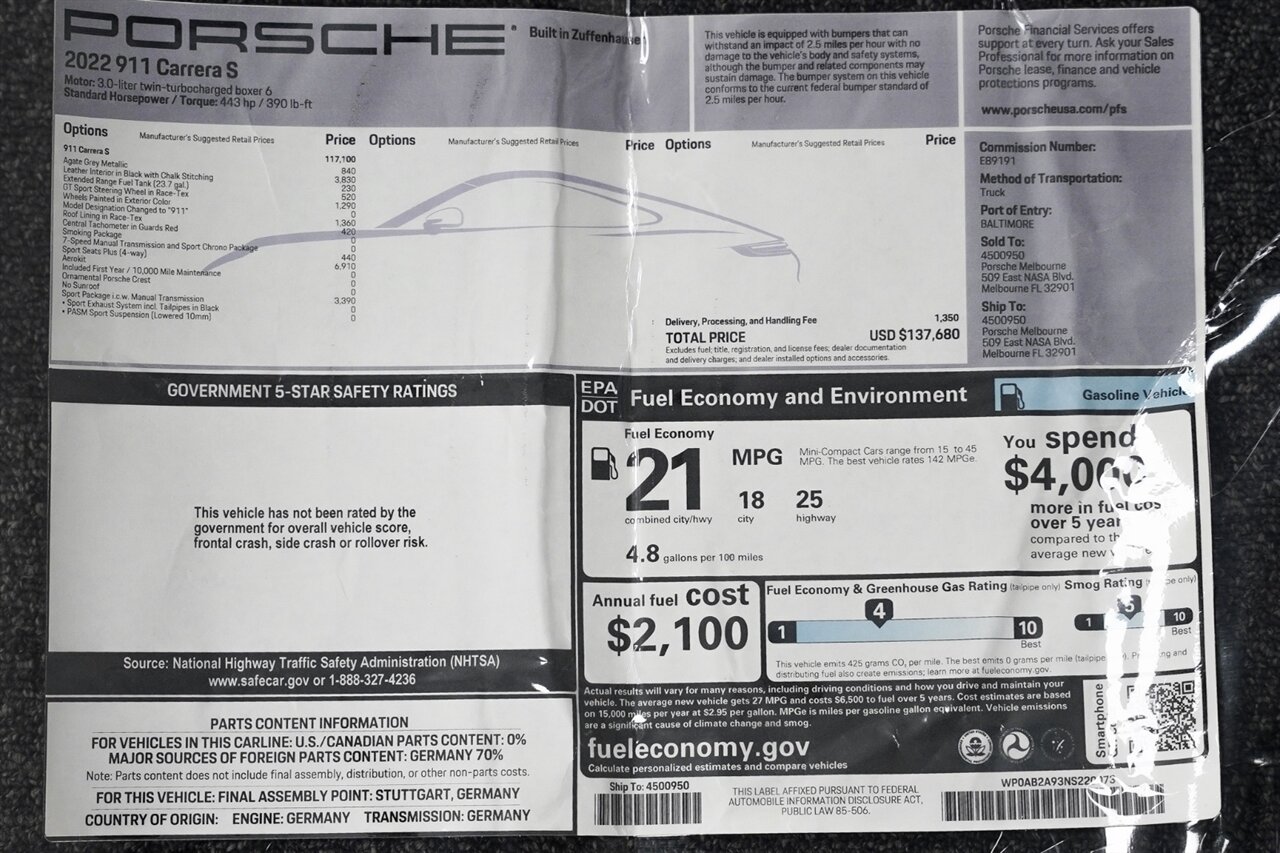 PORSCHE
Built in Zuffenhausen
2022 911 Carrera S
Motor: 3.0-liter twin-turbocharged boxer 6
Standard Horsepower / Torque: 443 hp / 390 lb-ft
This vehicle is equipped with bumpers that can
withstand an impact of 2.5 miles per hour with no
damage to the vehicle's body and safety systems,
although the bumper and related components may
sustain damage. The bumper system on this vehicle
conforms to the current federal bumper standard of
2.5 miles per hour.
Porsche Financial Services offers
support at every turn. Ask your Sales
Professional for more information on
Porsche lease, finance and vehicle
protections programs.
www.porscheusa.com/pfs
Options Manufacturer's Suggested Retail Prices Price Options Manufacturer's Suggested Retail Prices Price Options Manufacturer's Suggested Retail Prices Price
911 Carrera S 117,100
Agate Grey Metallic 840
Leather Interior in Black with Chalk Stitching 3,830
Extended Range Fuel Tank (23.7 gal.) 230
GT Sport Steering Wheel in Race-Tex 520
Wheels Painted in Exterior Color 1,290
Model Designation Changed to "911" 0
Roof Lining in Race-Tex 1,360
Central Tachometer in Guards Red 420
Smoking Package 0
7-Speed Manual Transmission and Sport Chrono Package 0
Sport Seats Plus (4-way) 440
Aerokit 6,910
Included First Year / 10,000 Mile Maintenance 0
Ornamental Porsche Crest 0
No Sunroof 0
Sport Package i.c.w. Manual Transmission 3,390
• Sport Exhaust System incl. Tailpipes in Black 0
• PASM Sport Suspension (Lowered 10mm) 0
Delivery, Processing, and Handling Fee 1,350
TOTAL PRICE USD $137,680
Excludes fuel; title, registration, and license fees; dealer documentation
and delivery charges; and dealer installed options and accessories.
Commission Number:
E89191
Method of Transportation:
Truck
Port of Entry:
BALTIMORE
Sold To:
4500950
Porsche Melbourne
509 East NASA Blvd.
Melbourne FL 32901
Ship To:
4500950
Porsche Melbourne
509 East NASA Blvd.
Melbourne FL 32901
GOVERNMENT 5-STAR SAFETY RATINGS
This vehicle has not been rated by the
government for overall vehicle score,
frontal crash, side crash or rollover risk.
Source: National Highway Traffic Safety Administration (NHTSA)
www.safecar.gov or 1-888-327-4236
PARTS CONTENT INFORMATION
FOR VEHICLES IN THIS CARLINE: U.S./CANADIAN PARTS CONTENT: 0%
MAJOR SOURCES OF FOREIGN PARTS CONTENT: GERMANY 70%
Note: Parts content does not include final assembly, distribution, or other non-parts costs.
FOR THIS VEHICLE: FINAL ASSEMBLY POINT: STUTTGART, GERMANY
COUNTRY OF ORIGIN: ENGINE: GERMANY TRANSMISSION: GERMANY
EPA
DOT
Fuel Economy and Environment
Gasoline Vehicle
Fuel Economy
21 MPG
combined city/hwy
18 city
25 highway
4.8 gallons per 100 miles
Mini-Compact Cars range from 15 to 45
MPG. The best vehicle rates 142 MPGe.
You spend
$4,000
more in fuel cos
over 5 year
compared to th
average new
Annual fuel cost
$2,100
Fuel Economy & Greenhouse Gas Rating (tailpipe only) Smog Rating only)
4
1 10
Best
5
1 10
Best
This vehicle emits 425 grams CO2 per mile. The best emits 0 grams per mile (tailpipe and
distributing fuel also create emissions; learn more at fueleconomy.gov.
Actual results will vary for many reasons, including driving conditions and how you drive and maintain your
vehicle. The average new vehicle gets 27 MPG and costs $6,500 to fuel over 5 years. Cost estimates are based
on 15,000 miles per year at $2.95 per gallon. MPGe is miles per gasoline gallon equivalent. Vehicle emissions
are a significant cause of climate change and smog.
fueleconomy.gov
Calculate personalized estimates and compare vehicles
Smartphone
Ship To: 4500950
THIS LABEL AFFIXED PURSUANT TO FEDERAL
AUTOMOBILE INFORMATION DISCLOSURE ACT,
PUBLIC LAW 85-506.